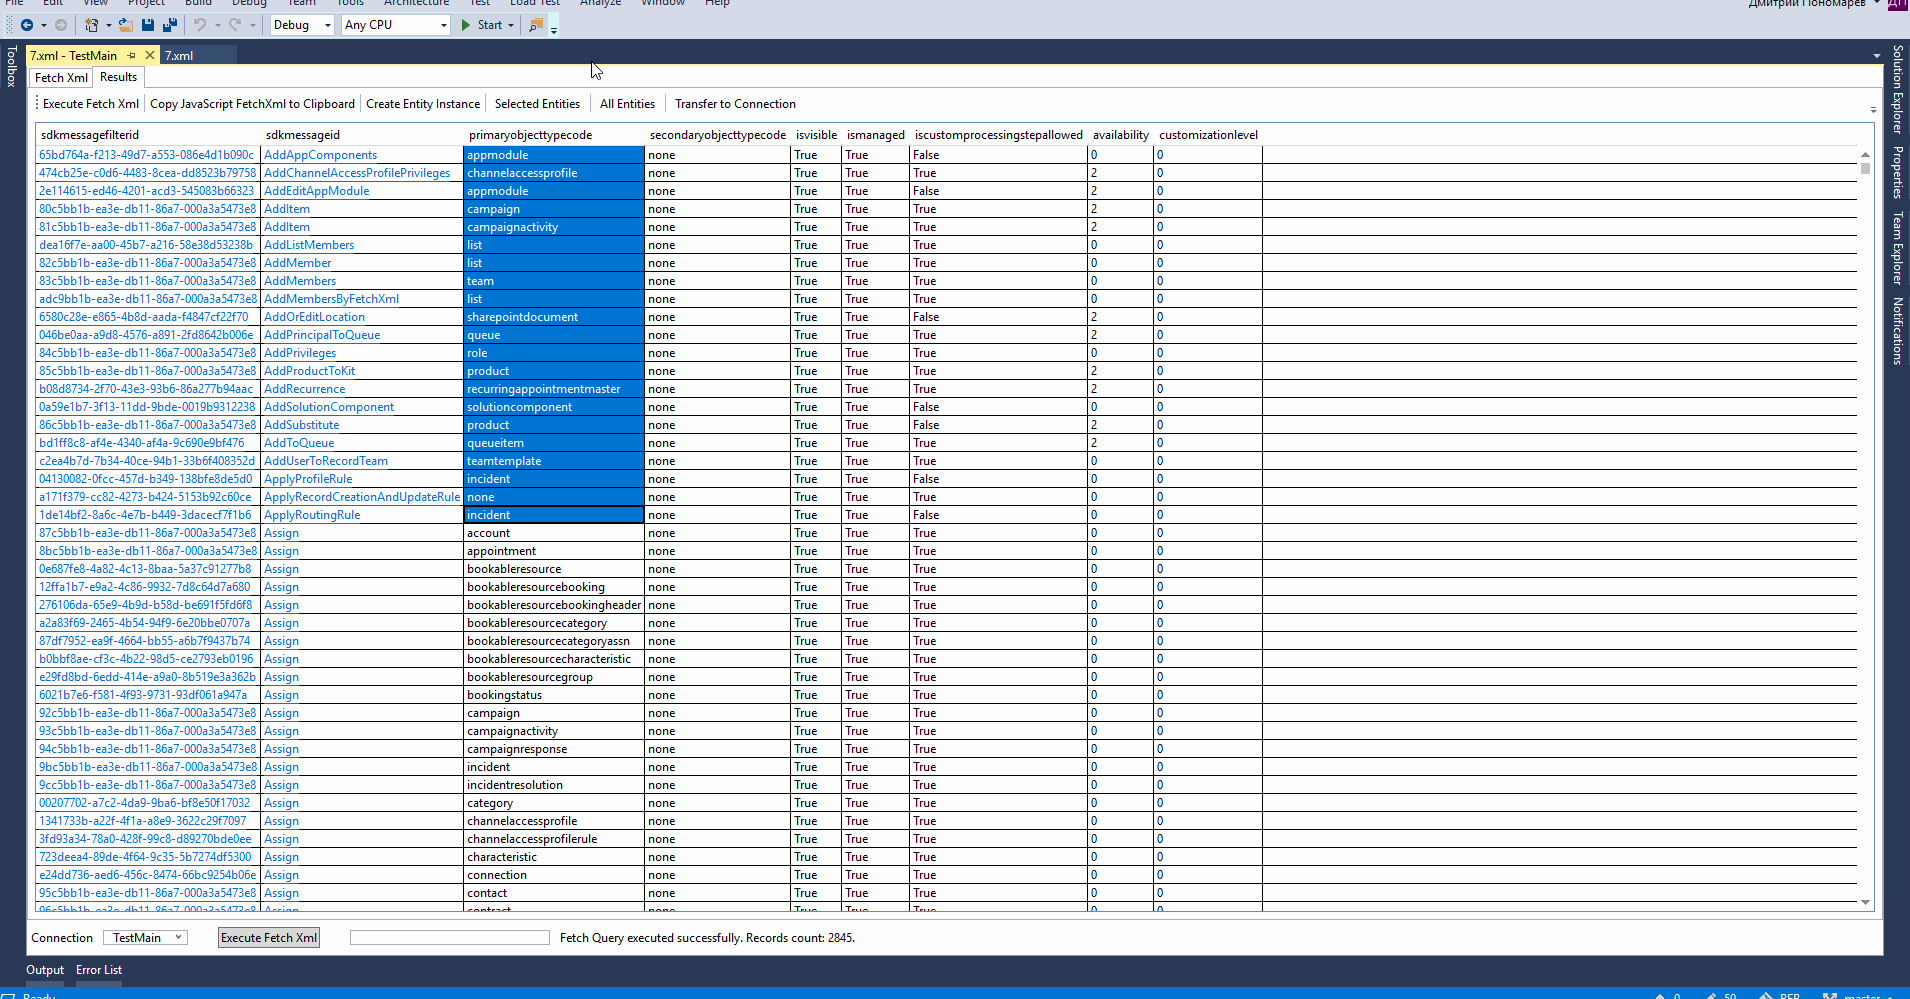 File Edit View Project Build Debug Team Tools Architecture Test Load Test Analyze Window Help Дмитрий Пономарев ДП
Debug Any CPU Start
Toolbox
7.xml - TestMain 7.xml
Fetch Xml Results
Execute Fetch Xml Copy JavaScript FetchXml to Clipboard Create Entity Instance Selected Entities All Entities Transfer to Connection
sdkmessagefilterid sdkmessageid primaryobjecttypecode secondaryobjecttypecode isvisible ismanaged iscustomprocessingstepallowed availability customizationlevel
65bd764a-f213-49d7-a553-086e4d1b090c AddAppComponents appmodule none True True False 0 0
474cb25e-c0d6-4483-8cea-dd8523b79758 AddChannelAccessProfilePrivileges channelaccessprofile none True True True 2 0
2e114615-ed46-4201-acd3-545083b66323 AddEditAppModule appmodule none True True False 2 0
80c5bb1b-ea3e-db11-86a7-000a3a5473e8 AddItem campaign none True True True 2 0
81c5bb1b-ea3e-db11-86a7-000a3a5473e8 AddItem campaignactivity none True True True 2 0
dea16f7e-aa00-45b7-a216-58e38d53238b AddListMembers list none True True True 0 0
82c5bb1b-ea3e-db11-86a7-000a3a5473e8 AddMember list none True True True 0 0
83c5bb1b-ea3e-db11-86a7-000a3a5473e8 AddMembers team none True True True 0 0
adc9bb1b-ea3e-db11-86a7-000a3a5473e8 AddMembersByFetchXml list none True True True 0 0
6580c28e-e865-4b8d-aada-f4847cf22f70 AddOrEditLocation sharepointdocument none True True False 2 0
046be0aa-a9d8-4576-a891-2fd8642b006e AddPrincipalToQueue queue none True True True 2 0
84c5bb1b-ea3e-db11-86a7-000a3a5473e8 AddPrivileges role none True True True 0 0
85c5bb1b-ea3e-db11-86a7-000a3a5473e8 AddProductToKit product none True True True 2 0
b08d8734-2f70-43e3-93b6-86a277b94aac AddRecurrence recurringappointmentmaster none True True True 2 0
0a59e1b7-3f13-11dd-9bde-0019b9312238 AddSolutionComponent solutioncomponent none True True False 0 0
86c5bb1b-ea3e-db11-86a7-000a3a5473e8 AddSubstitute product none True True False 2 0
bd1ff8c8-af4e-4340-af4a-9c690e9bf476 AddToQueue queueitem none True True True 2 0
c2ea4b7d-7b34-40ce-94b1-33b6f408352d AddUserToRecordTeam teamtemplate none True True True 0 0
04130082-0fcc-457d-b349-138bfe8de5d0 ApplyProfileRule incident none True True False 0 0
a171f379-cc82-4273-b424-5153b92c60ce ApplyRecordCreationAndUpdateRule none none True True True 0 0
1de14bf2-8a6c-4e7b-b449-3dacecf7f1b6 ApplyRoutingRule incident none True True False 0 0
87c5bb1b-ea3e-db11-86a7-000a3a5473e8 Assign account none True True True 0 0
8bc5bb1b-ea3e-db11-86a7-000a3a5473e8 Assign appointment none True True True 0 0
0e687fe8-4a82-4c13-8baa-5a37c91277b8 Assign bookableresource none True True True 0 0
12ffa1b7-e9a2-4c86-9932-7d8c64d7a680 Assign bookableresourcebooking none True True True 0 0
276106da-65e9-4b9d-b58d-be691f5fd6f8 Assign bookableresourcebookingheader none True True True 0 0
a2a83f69-2465-4b54-94f9-6e20bbe0707a Assign bookableresourcecategory none True True True 0 0
87df7952-ea9f-4664-bb55-a6b7f9437b74 Assign bookableresourcecategoryassn none True True True 0 0
b0bbf8ae-cf3c-4b22-98d5-ce2793eb0196 Assign bookableresourcecharacteristic none True True True 0 0
e29fd8bd-6edd-414e-a9a0-8b519e3a362b Assign bookableresourcegroup none True True True 0 0
6021b7e6-f581-4f93-9731-93df061a947a Assign bookingstatus none True True True 0 0
92c5bb1b-ea3e-db11-86a7-000a3a5473e8 Assign campaign none True True True 0 0
93c5bb1b-ea3e-db11-86a7-000a3a5473e8 Assign campaignactivity none True True True 0 0
94c5bb1b-ea3e-db11-86a7-000a3a5473e8 Assign campaignresponse none True True True 0 0
9bc5bb1b-ea3e-db11-86a7-000a3a5473e8 Assign incident none True True True 0 0
9cc5bb1b-ea3e-db11-86a7-000a3a5473e8 Assign incidentresolution none True True True 0 0
00207702-a7c2-4da9-9ba6-bf8e50f17032 Assign category none True True True 0 0
1341733b-a22f-4f1a-a8e9-3622c29f7097 Assign channelaccessprofile none True True True 0 0
3fd93a34-78a0-428f-99c8-d89270bde0ee Assign channelaccessprofilerule none True True True 0 0
723deea4-89de-4f64-9c35-5b7274df5300 Assign characteristic none True True True 0 0
e24dd736-aed6-456c-8474-66bc9254b06e Assign connection none True True True 0 0
95c5bb1b-ea3e-db11-86a7-000a3a5473e8 Assign contact none True True True 0 0
96c5bb1b-ea3e-db11-86a7-000a3a5473e8 Assign contract none True True True 0 0
Connection TestMain Execute Fetch Xml Fetch Query executed successfully. Records count: 2845.
Output Error List
Solution Explorer
Properties
Team Explorer
Notifications
Ready 0 59 master